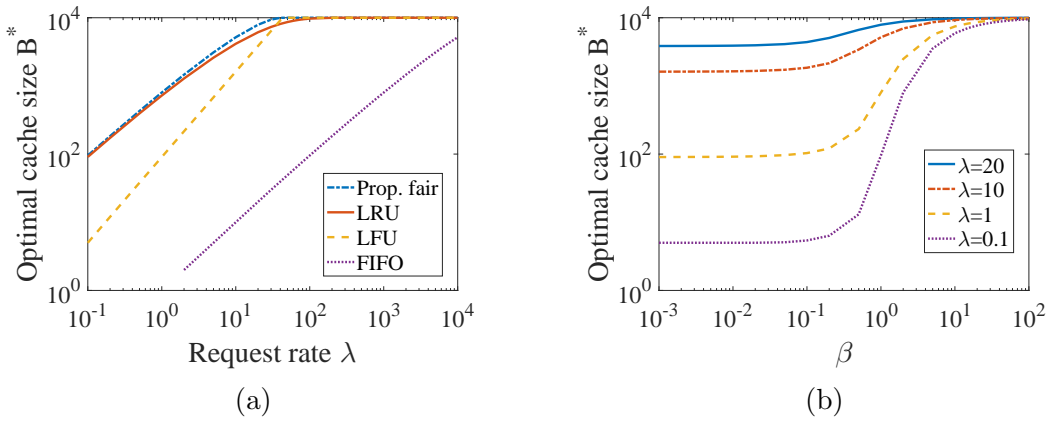 Optimal cache size B*
10^4
10^2
10^0
10^-1
10^0
10^1
10^2
10^3
10^4
Request rate λ
Prop. fair
LRU
LFU
FIFO
(a)
Optimal cache size B*
10^4
10^2
10^0
10^-3
10^-2
10^-1
10^0
10^1
10^2
β
λ=20
λ=10
λ=1
λ=0.1
(b)